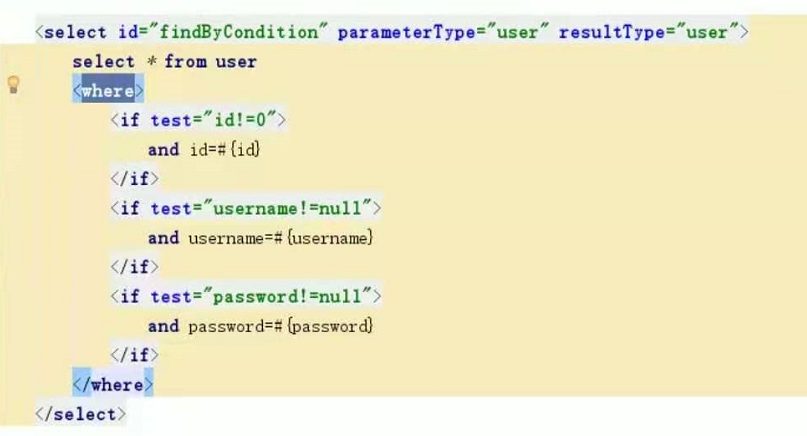 <select id="findByCondition" parameterType="user" resultType="user">
select * from user
<where>
<if test="id!=0">
and id=#{id}
</if>
<if test="username!=null">
and username=#{username}
</if>
<if test="password!=null">
and password=#{password}
</if>
</where>
</select>